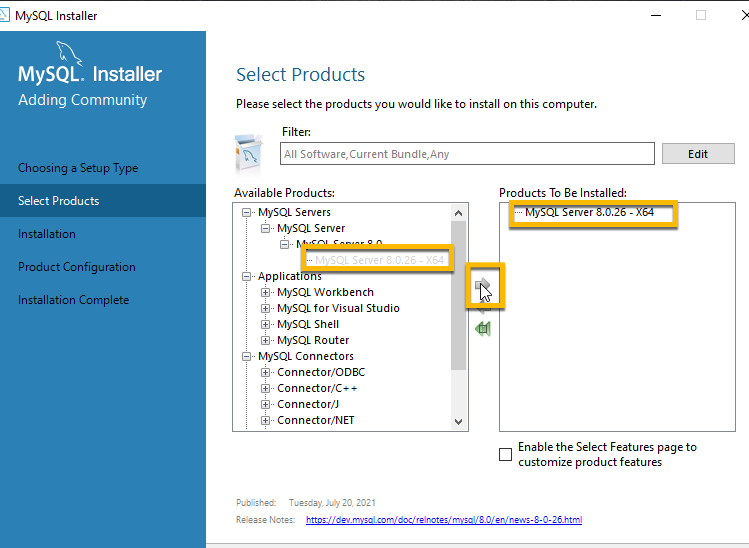 MySQL Installer
MySQL. Installer
Adding Community
Choosing a Setup Type
Select Products
Installation
Product Configuration
Installation Complete
Select Products
Please select the products you would like to install on this computer.
Filter:
All Software,Current Bundle,Any
Edit
Available Products:
MySQL Servers
MySQL Server
MySQL Server 8.0
MySQL Server 8.0.26 - X64
Applications
MySQL Workbench
MySQL for Visual Studio
MySQL Shell
MySQL Router
MySQL Connectors
Connector/ODBC
Connector/C++
Connector/J
Connector/NET
Products To Be Installed:
MySQL Server 8.0.26 - X64
Enable the Select Features page to
customize product features
Published: Tuesday, July 20, 2021
Release Notes: https://dev.mysql.com/doc/relnotes/mysql/8.0/en/news-8-0-26.html